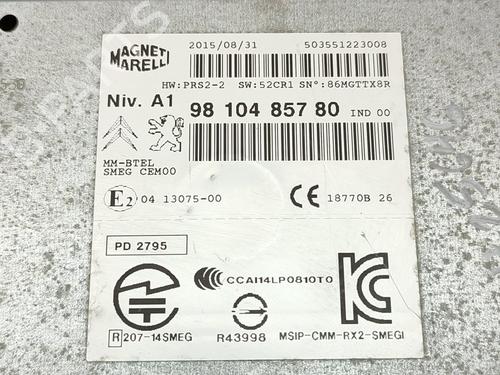 MAGNETI
MARELLI
2015/08/31 503551223008
HW:PRS2-2 SW:52CR1 SN°:86MGTTX8R
Niv. A1
98 104 857 80 IND 00
MM-BTEL
SMEG CEM00
E2 04 13075-00 CE 18770B 26
PD 2795
CCAI14LP0810T0
R 207-14SMEG R43998 MSIP-CMM-RX2-SMEGI